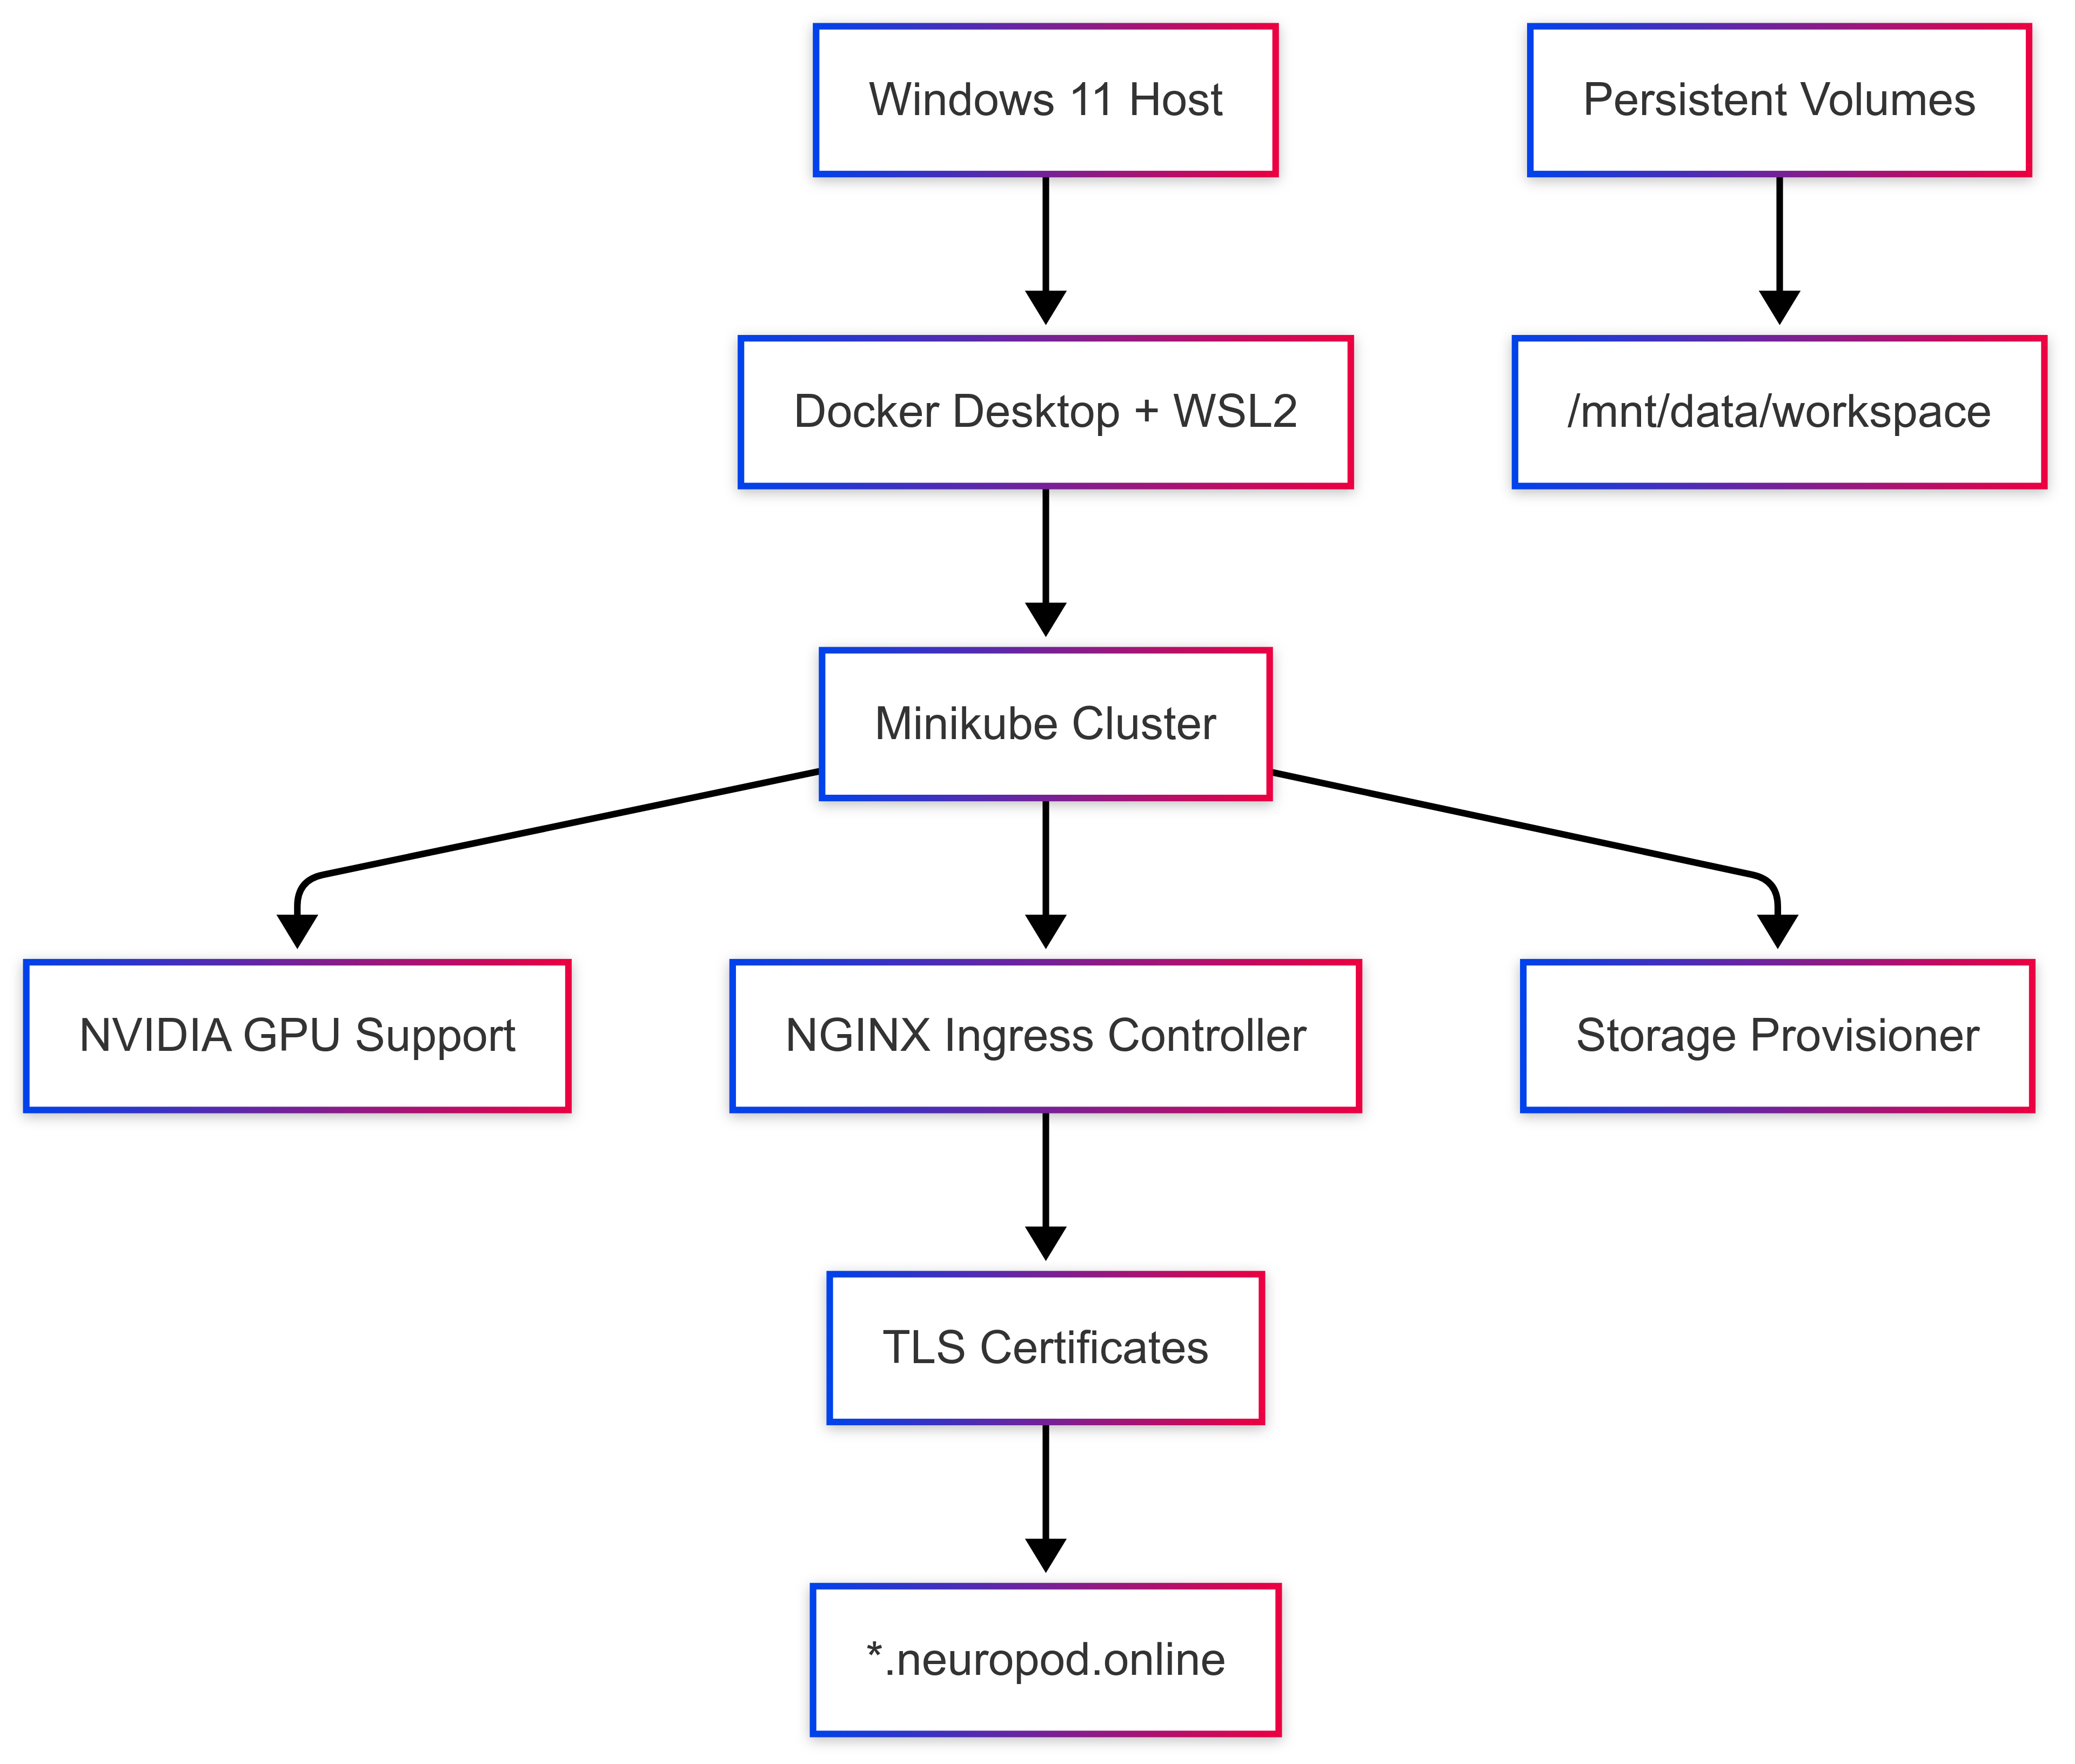 Windows 11 Host
Persistent Volumes
Docker Desktop + WSL2
/mnt/data/workspace
Minikube Cluster
NVIDIA GPU Support
NGINX Ingress Controller
Storage Provisioner
TLS Certificates
*.neuropod.online